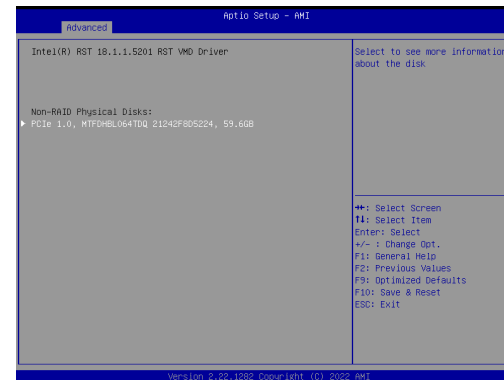 Aptio Setup - AMI
Advanced
Intel(R) RST 18.1.1.5201 RST VMD Driver
Non-RAID Physical Disks:
PCIe 1.0, MTFDHBL064TDQ 21242F8D5224, 59.6GB
Select to see more information
about the disk
→←: Select Screen
↑↓: Select Item
Enter: Select
+/- : Change Opt.
F1: General Help
F2: Previous Values
F9: Optimized Defaults
F10: Save & Reset
ESC: Exit
Version 2.22.1282 Copyright (C) 2022 AMI